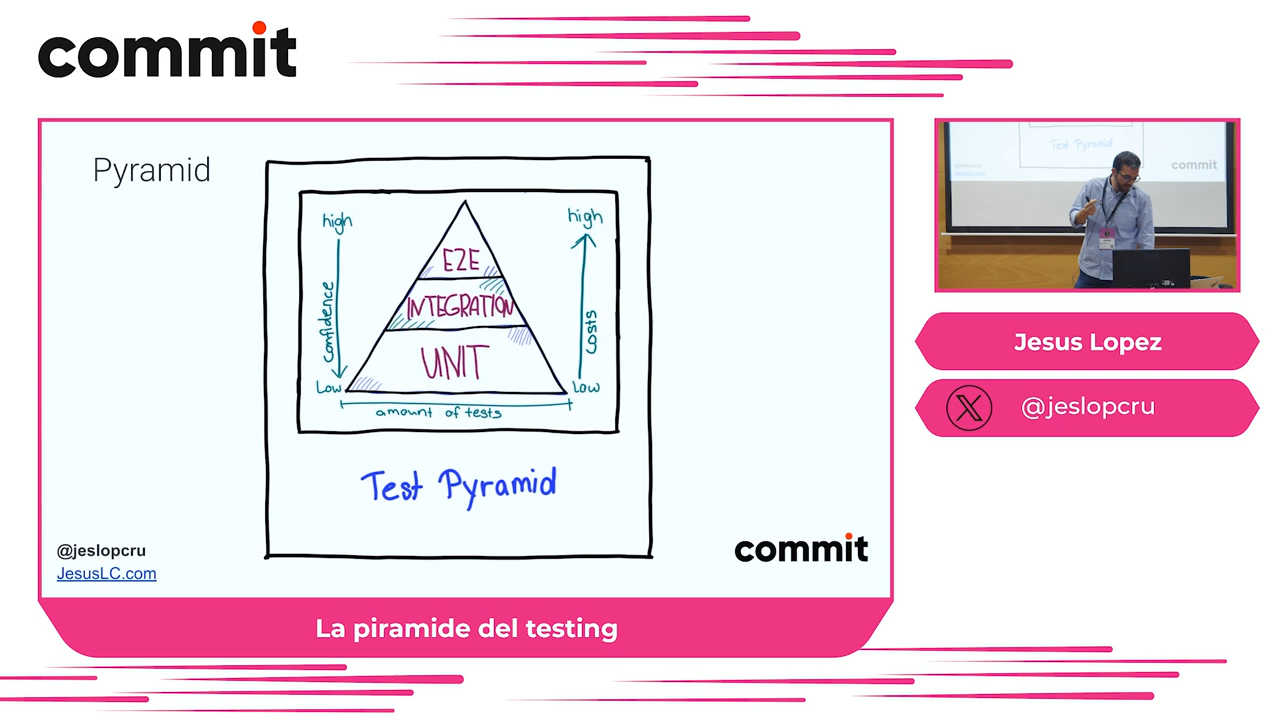 commit
Pyramid
high
high
E2E
INTEGRATION
UNIT
confidence
costs
Low
Low
amount of tests
Test Pyramid
@jeslopcru
JesusLC.com
commit
La piramide del testing
Test Pyramid
commit
Jesus Lopez
@jeslopcru